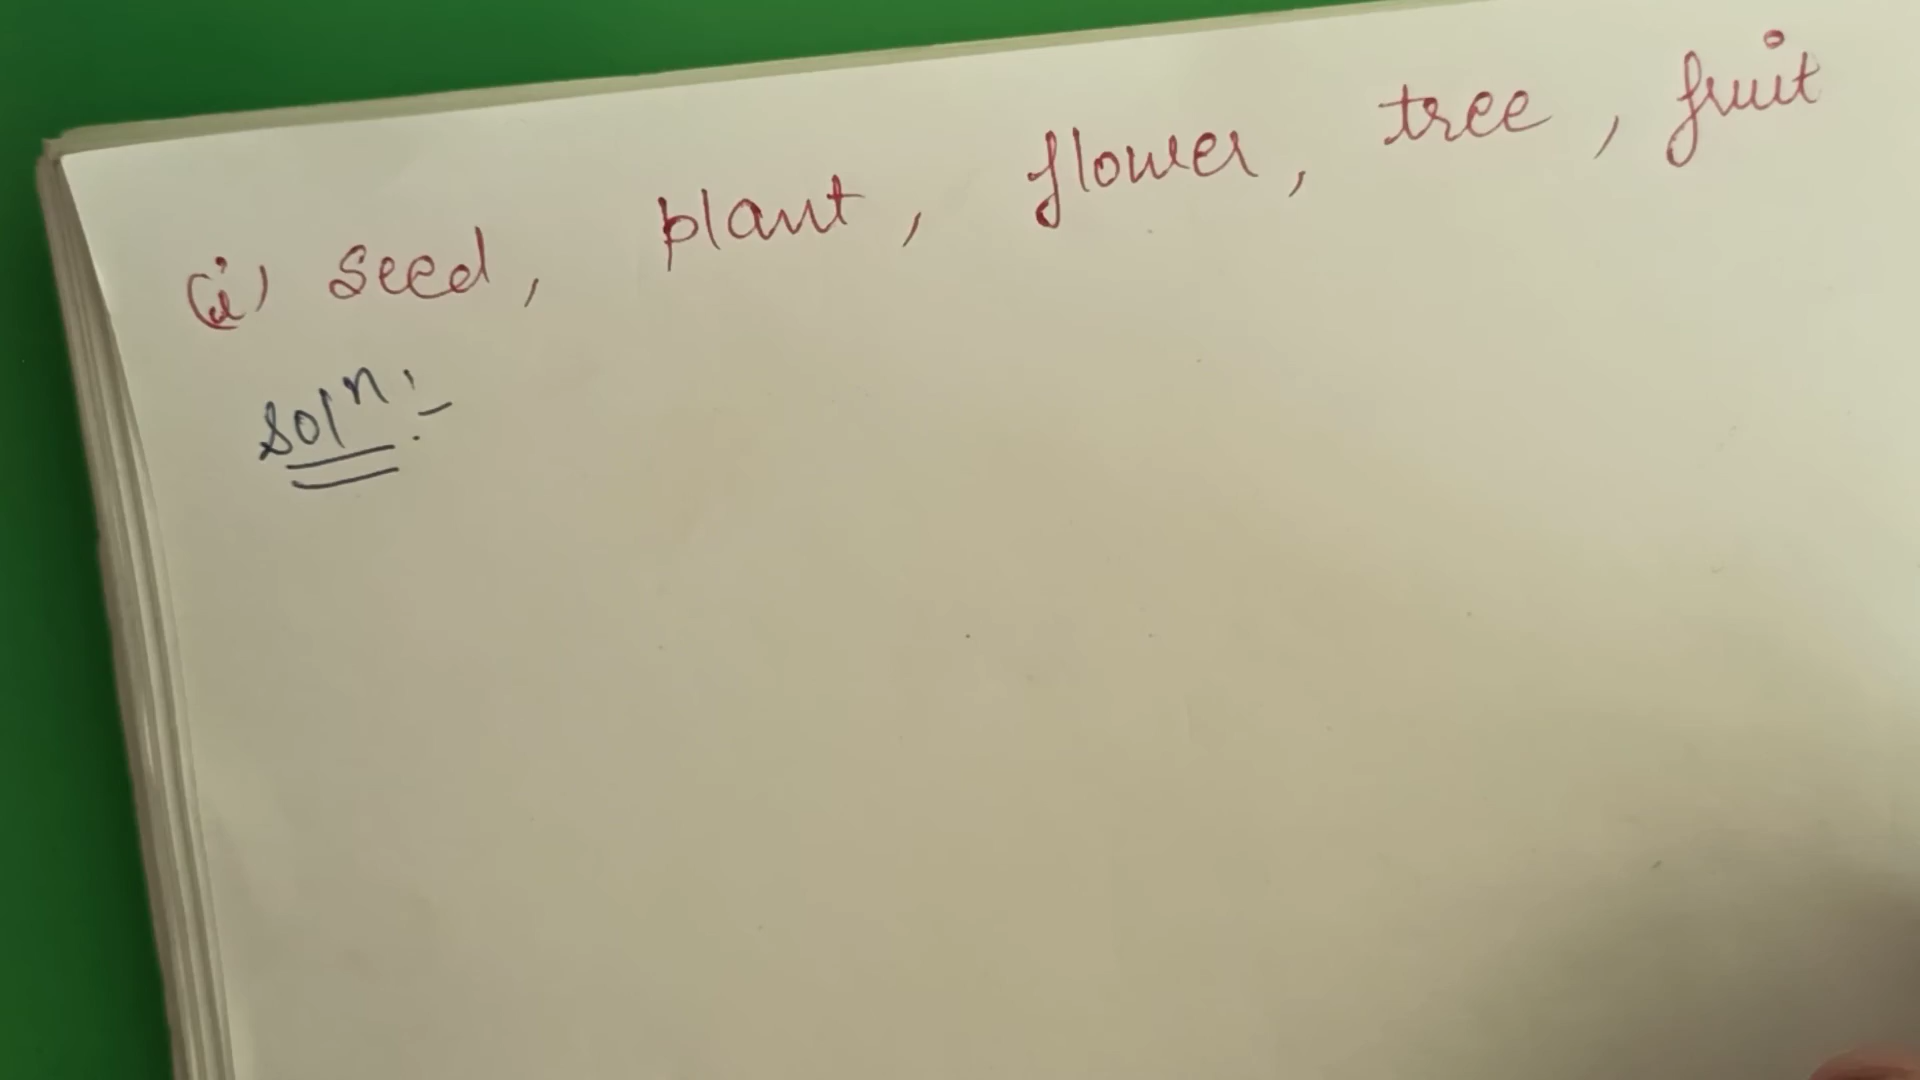 (i) seed, plant, flower, tree, fruit
Solⁿ:-